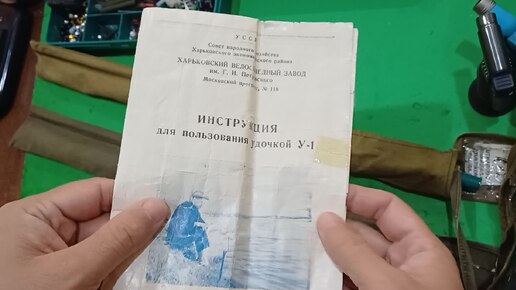 УССР
Совет народного хозяйства
Харьковского экономического района
ХАРЬКОВСКИЙ ВЕЛОСИПЕДНЫЙ ЗАВОД
им. Г. И. Петровского
Московский проспект, № 118
ИНСТРУКЦИЯ
для пользования удочкой У-1